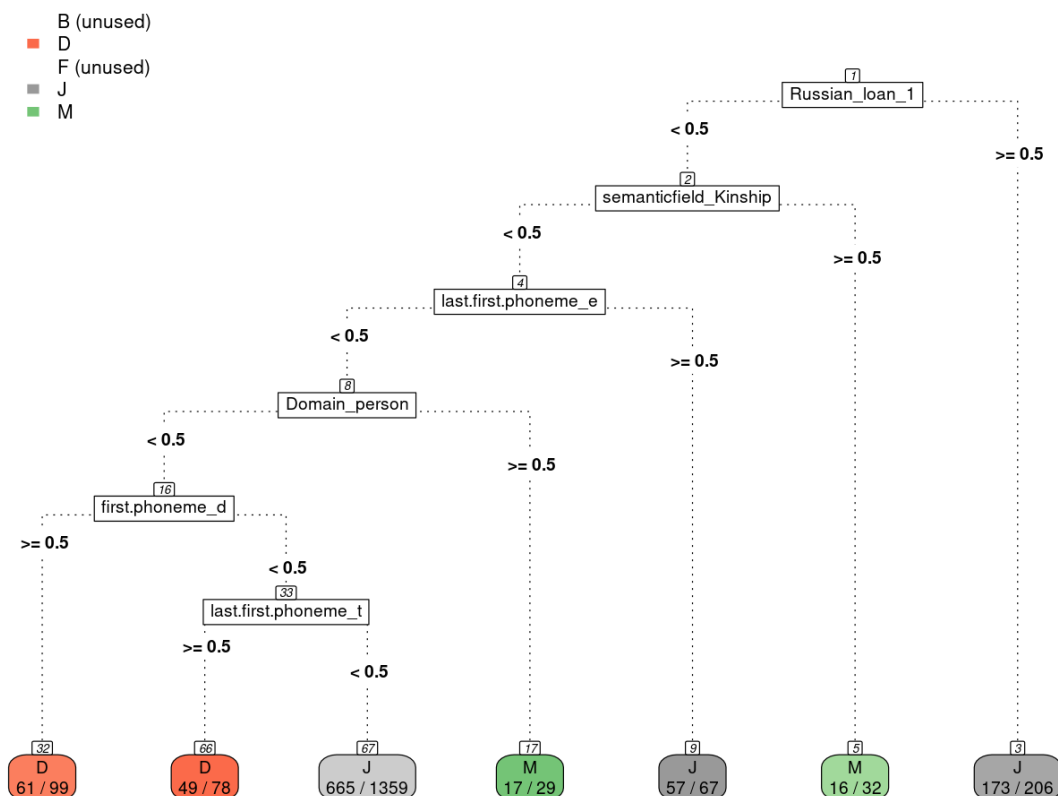 B (unused)
D
F (unused)
J
M
1
Russian_loan_1
< 0.5
>= 0.5
2
semanticfield_Kinship
< 0.5
>= 0.5
4
last.first.phoneme_e
< 0.5
>= 0.5
8
Domain_person
< 0.5
>= 0.5
16
first.phoneme_d
>= 0.5
< 0.5
33
last.first.phoneme_t
>= 0.5
< 0.5
32
D
61 / 99
66
D
49 / 78
67
J
665 / 1359
17
M
17 / 29
9
J
57 / 67
5
M
16 / 32
3
J
173 / 206